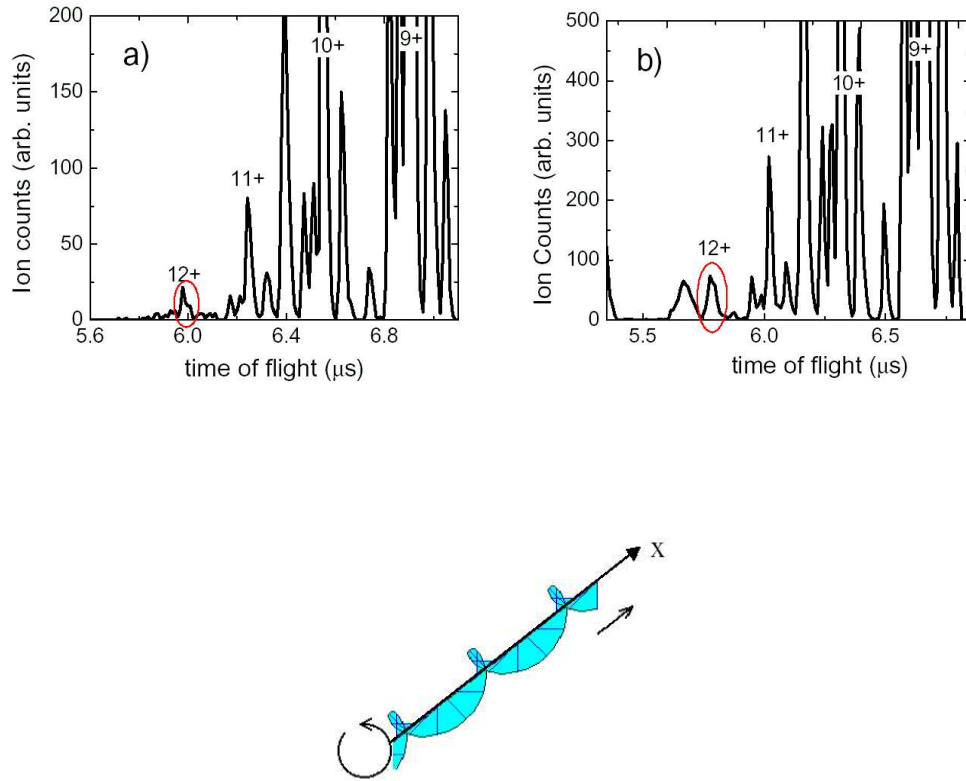 a)
Ion counts (arb. units)
200
150
100
50
0
12+
11+
10+
9+
5.6 6.0 6.4 6.8
time of flight (μs)
b)
Ion Counts (arb. units)
500
400
300
200
100
0
12+
11+
10+
9+
5.5 6.0 6.5
time of flight (μs)
X